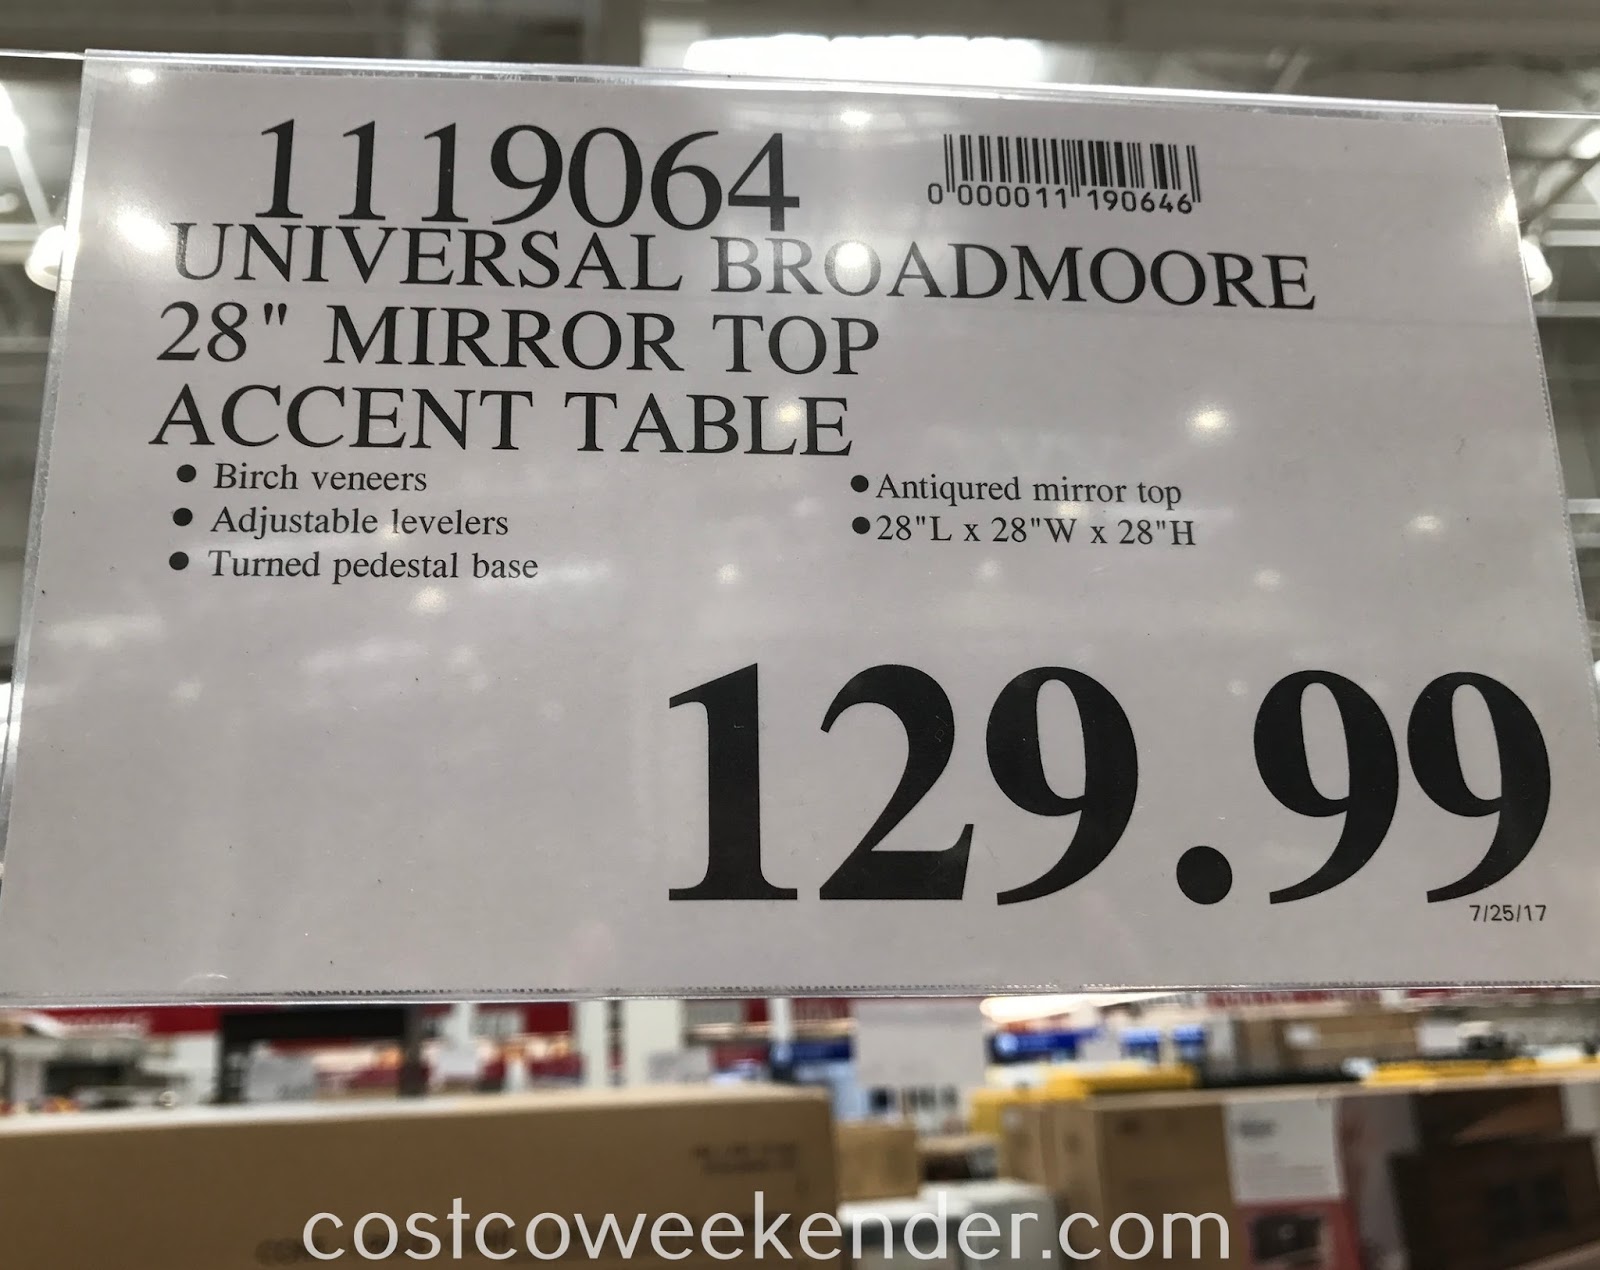 1119064
0 000011 190646
UNIVERSAL BROADMOORE
28" MIRROR TOP
ACCENT TABLE
● Birch veneers
● Adjustable levelers
● Turned pedestal base
● Antiqured mirror top
● 28"L x 28"W x 28"H
129.99
7/25/17
costcoweekender.com